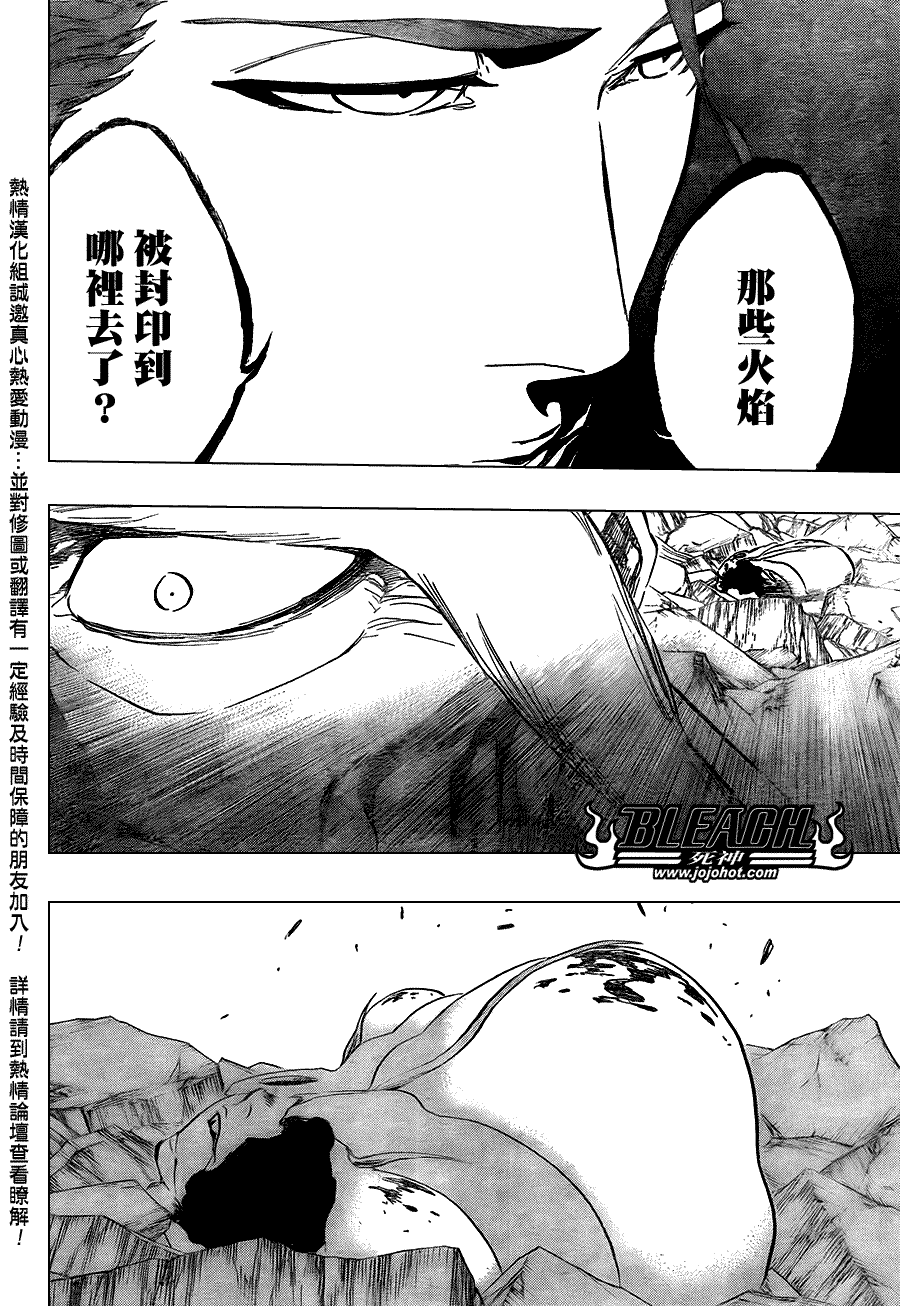 那些火焰
被封印到
哪裡去了？
BLEACH
死神
www.jojohot.com
熱情漢化組誠邀真心熱愛動漫…並對修圖或翻譯有一定經驗及時間保障的朋友加入！ 詳情請到熱情論壇查看瞭解！